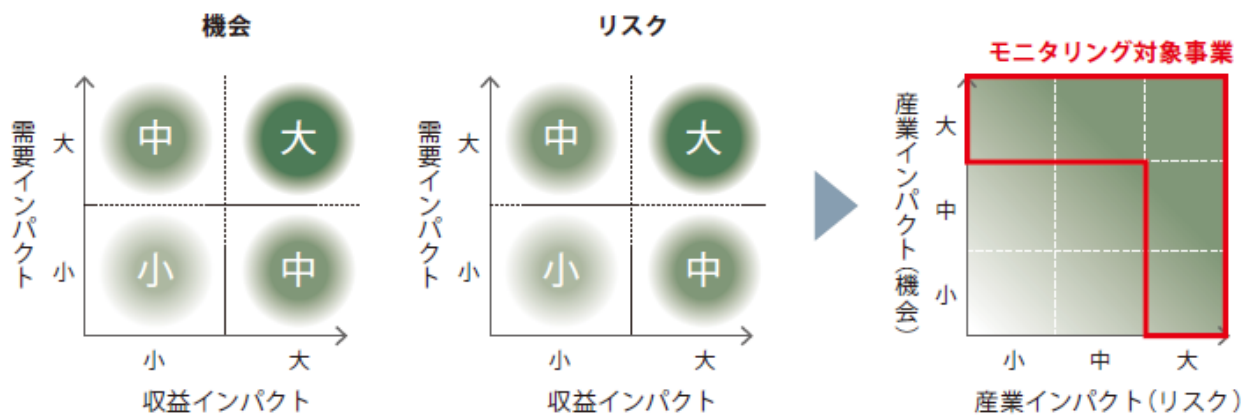 機会
需要インパクト
大
小
中
大
小
中
小
大
収益インパクト
リスク
需要インパクト
大
小
中
大
小
中
小
大
収益インパクト
モニタリング対象事業
産業インパクト(機会)
大
中
小
小
中
大
産業インパクト(リスク)